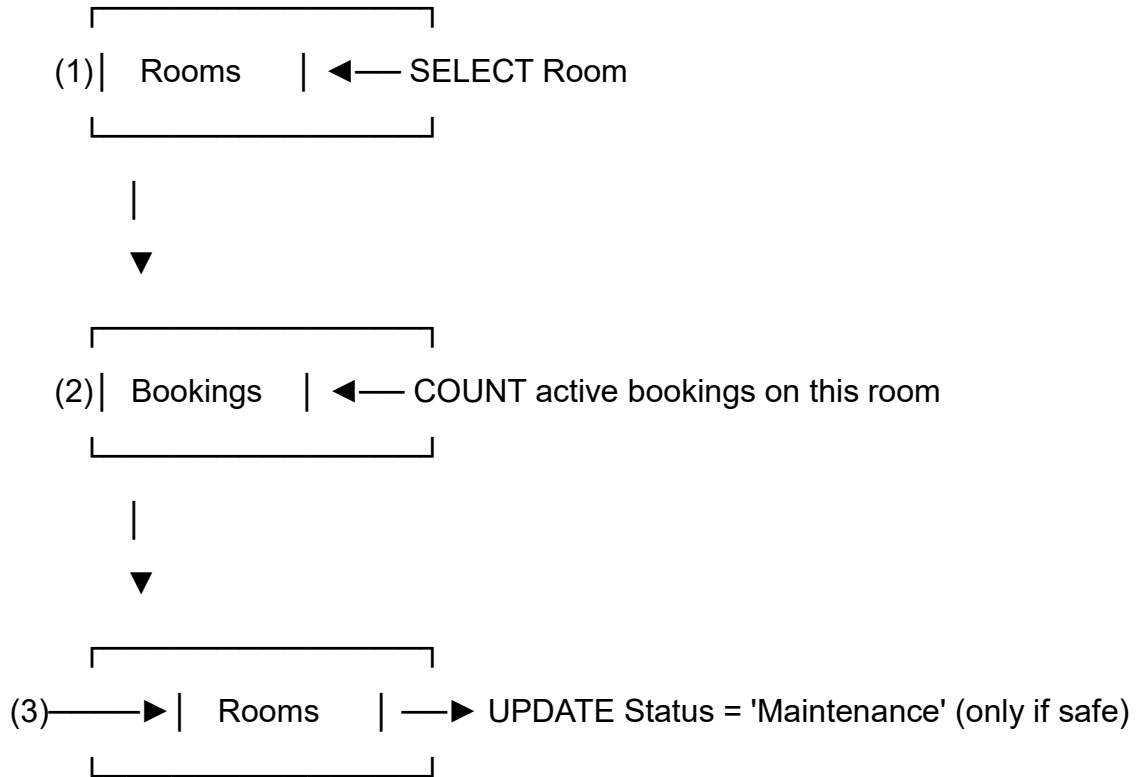 (1)│ Rooms │ ◄── SELECT Room
(2)│ Bookings │ ◄── COUNT active bookings on this room
(3)────►│ Rooms │ ──► UPDATE Status = 'Maintenance' (only if safe)